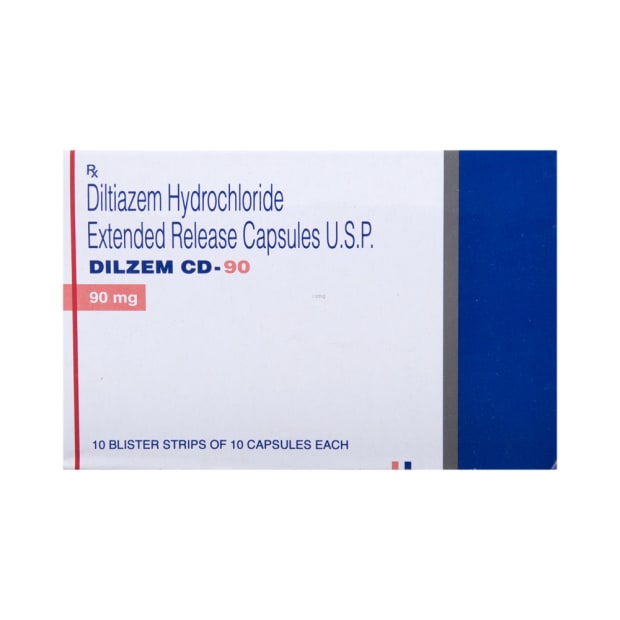 Rx
Diltiazem Hydrochloride
Extended Release Capsules U.S.P.
DILZEM CD-90
90 mg
10 BLISTER STRIPS OF 10 CAPSULES EACH